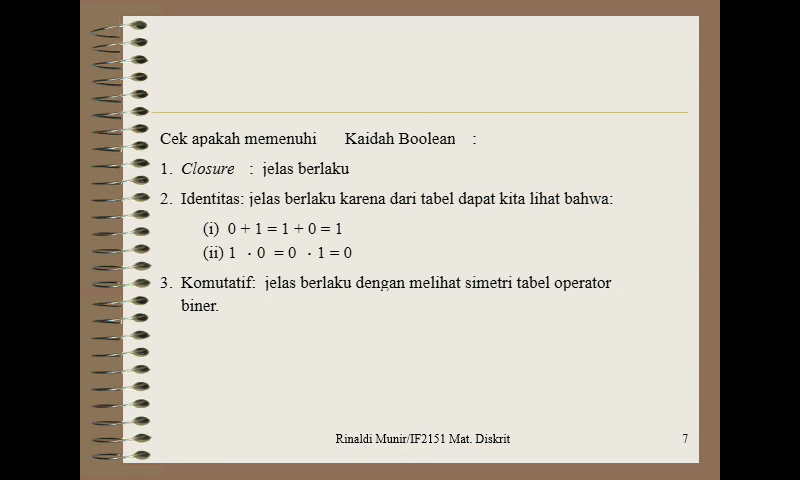 Cek apakah memenuhi Kaidah Boolean :
1. Closure : jelas berlaku
2. Identitas: jelas berlaku karena dari tabel dapat kita lihat bahwa:
(i) 0 + 1 = 1 + 0 = 1
(ii) 1 · 0 = 0 · 1 = 0
3. Komutatif: jelas berlaku dengan melihat simetri tabel operator
biner.
Rinaldi Munir/IF2151 Mat. Diskrit 7